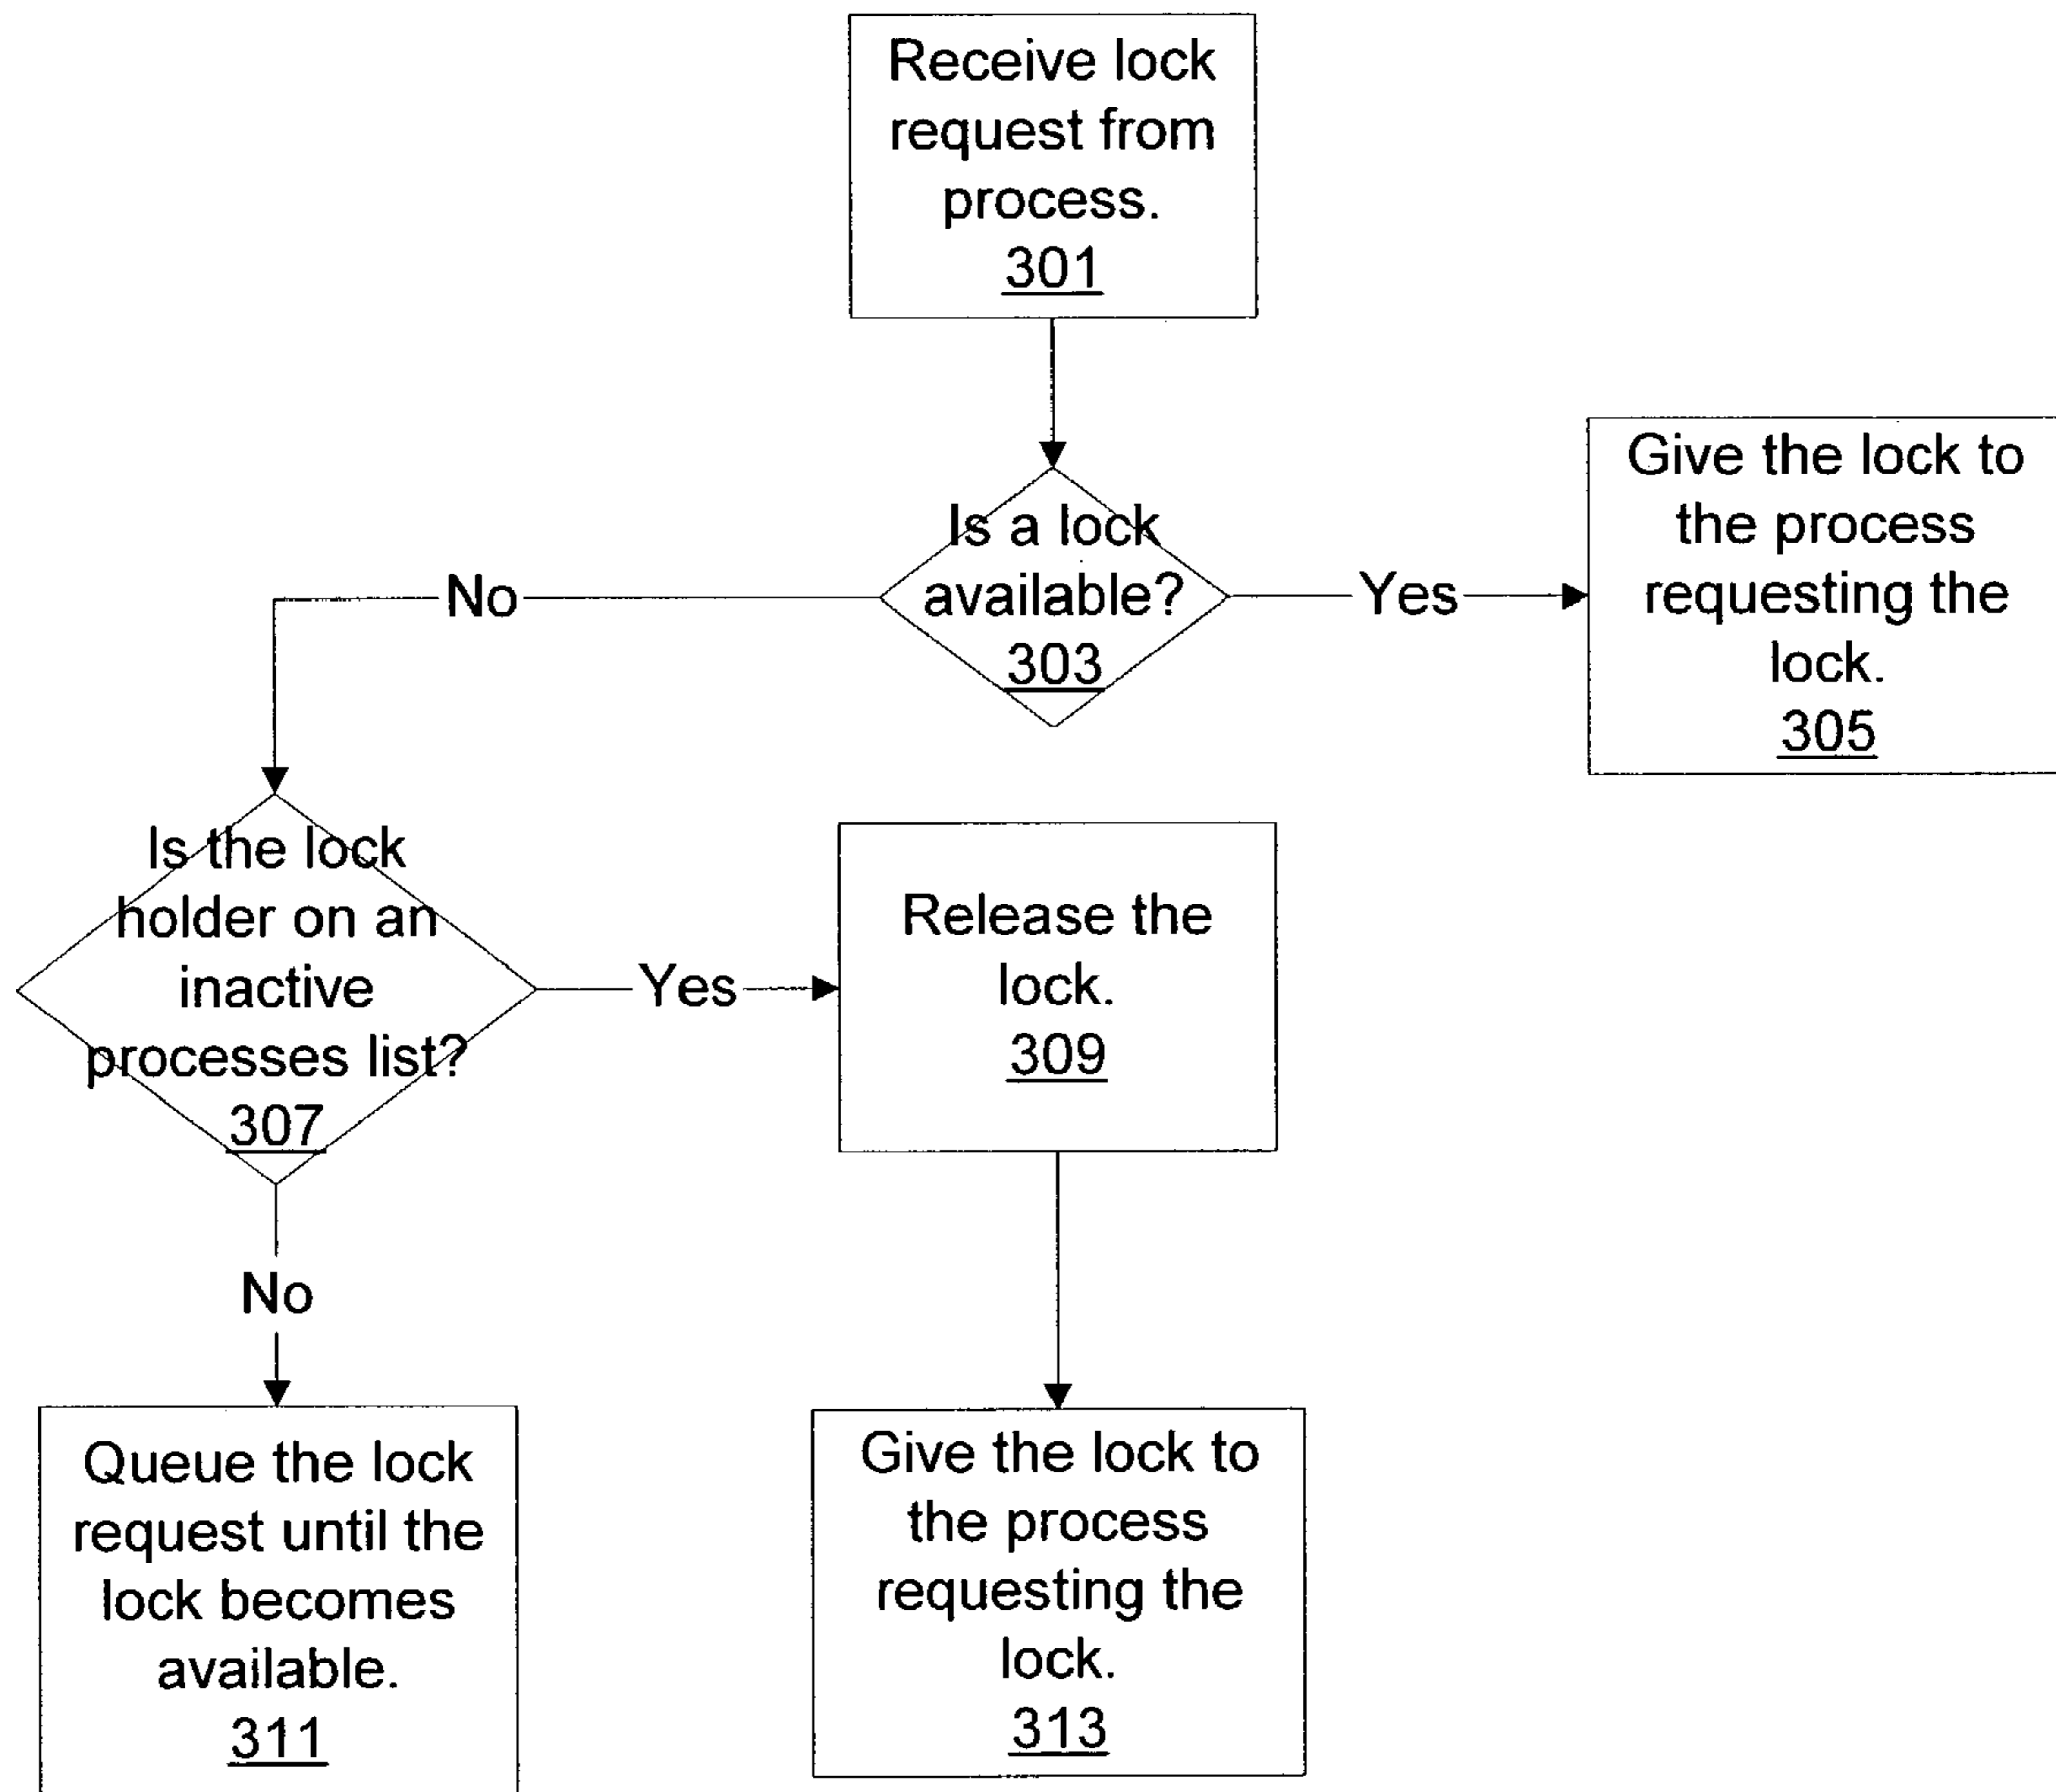 Receive lock
request from
process.
301
Is a lock
available?
303
Yes
Give the lock to
the process
requesting the
lock.
305
No
Is the lock
holder on an
inactive
processes list?
307
Yes
Release the
lock.
309
No
Queue the lock
request until the
lock becomes
available.
311
Give the lock to
the process
requesting the
lock.
313